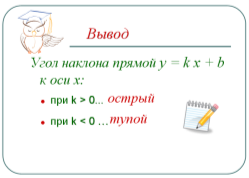 Вывод
Угол наклона прямой y = k x + b
к оси x:
при k > 0... острый
при k < 0 ... тупой